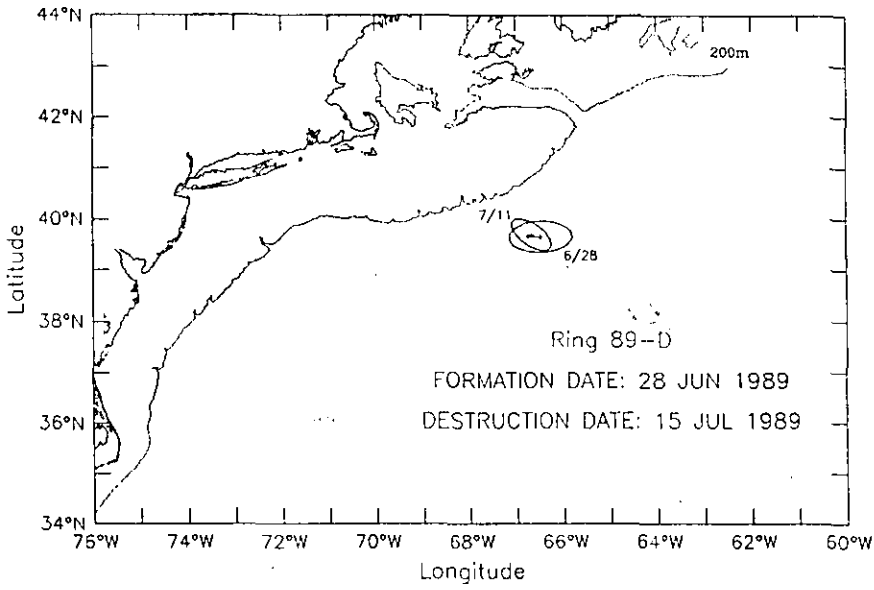 44°N
42°N
40°N
38°N
36°N
34°N
Latitude
200m
7/11
6/28
Ring 89-D
FORMATION DATE: 28 JUN 1989
DESTRUCTION DATE: 15 JUL 1989
76°W 74°W 72°W 70°W 68°W 66°W 64°W 62°W 60°W
Longitude